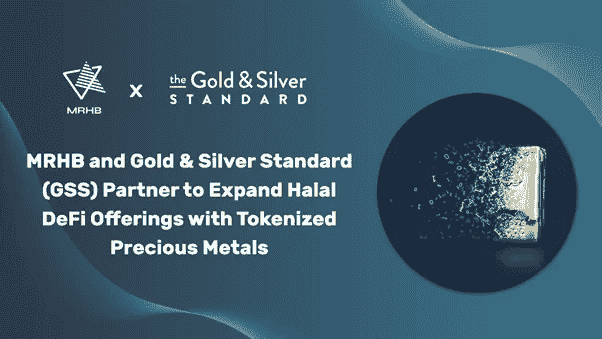 MRHB
x
the Gold & Silver
STANDARD
MRHB and Gold & Silver Standard
(GSS) Partner to Expand Halal
DeFi Offerings with Tokenized
Precious Metals